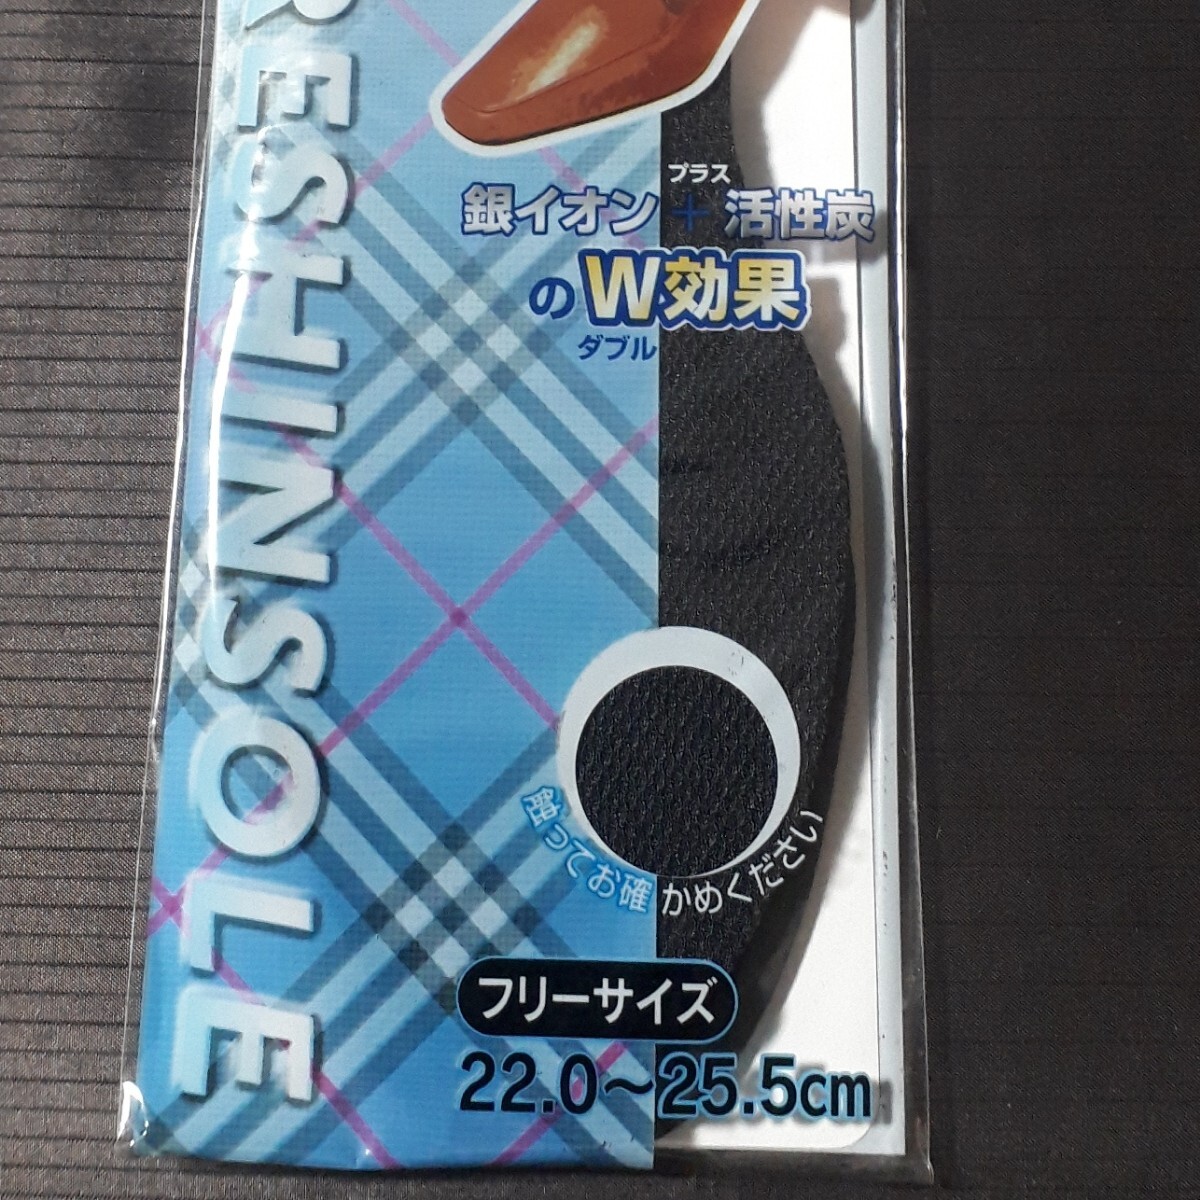 RESHINSOLE
プラス
銀イオン+活性炭
のW効果
ダブル
触ってお確かめください
フリーサイズ
22.0〜25.5cm